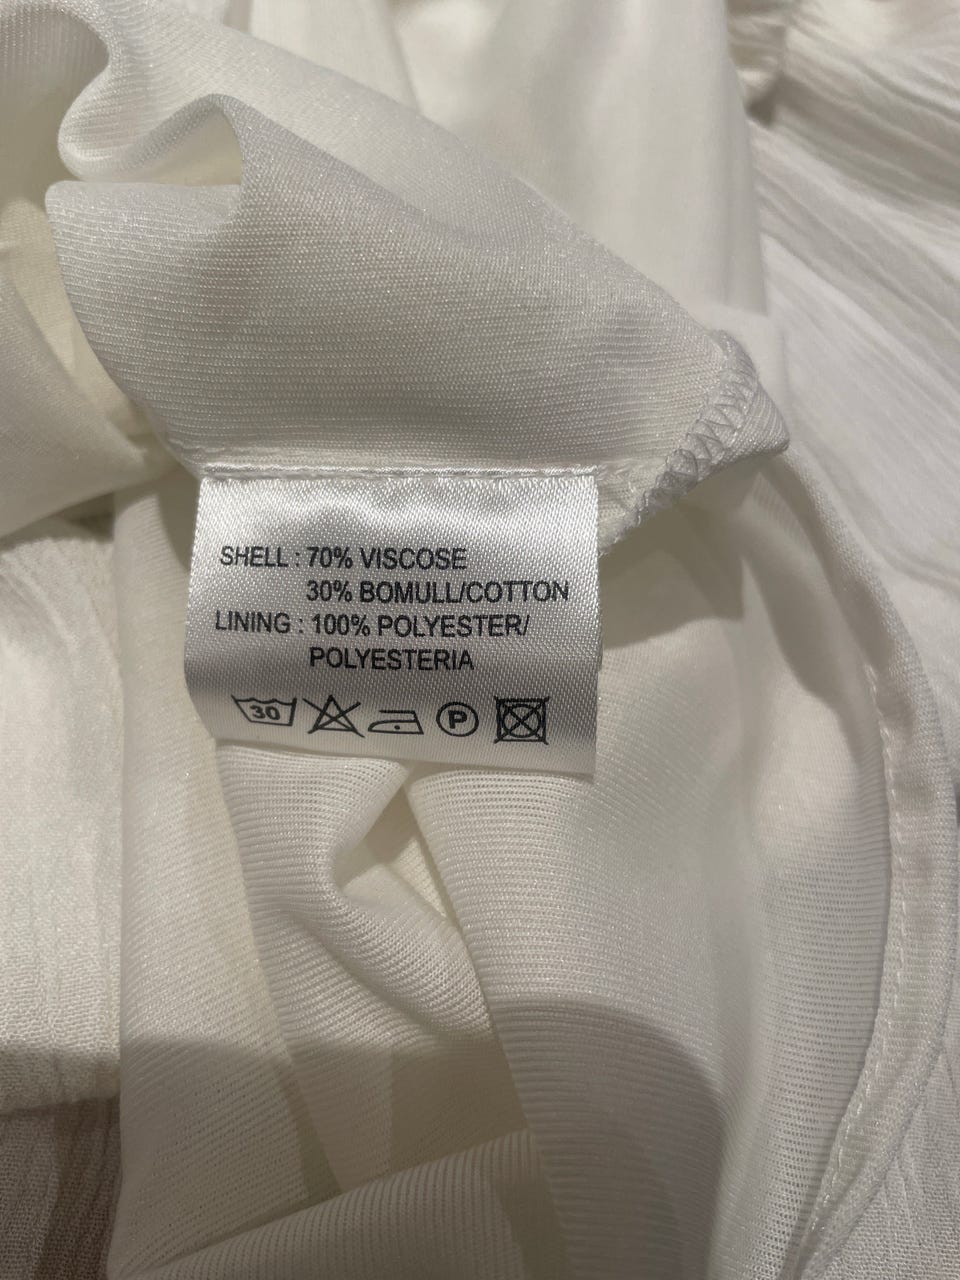 SHELL : 70% VISCOSE
30% BOMULL/COTTON
LINING : 100% POLYESTER/
POLYESTERIA
30 P